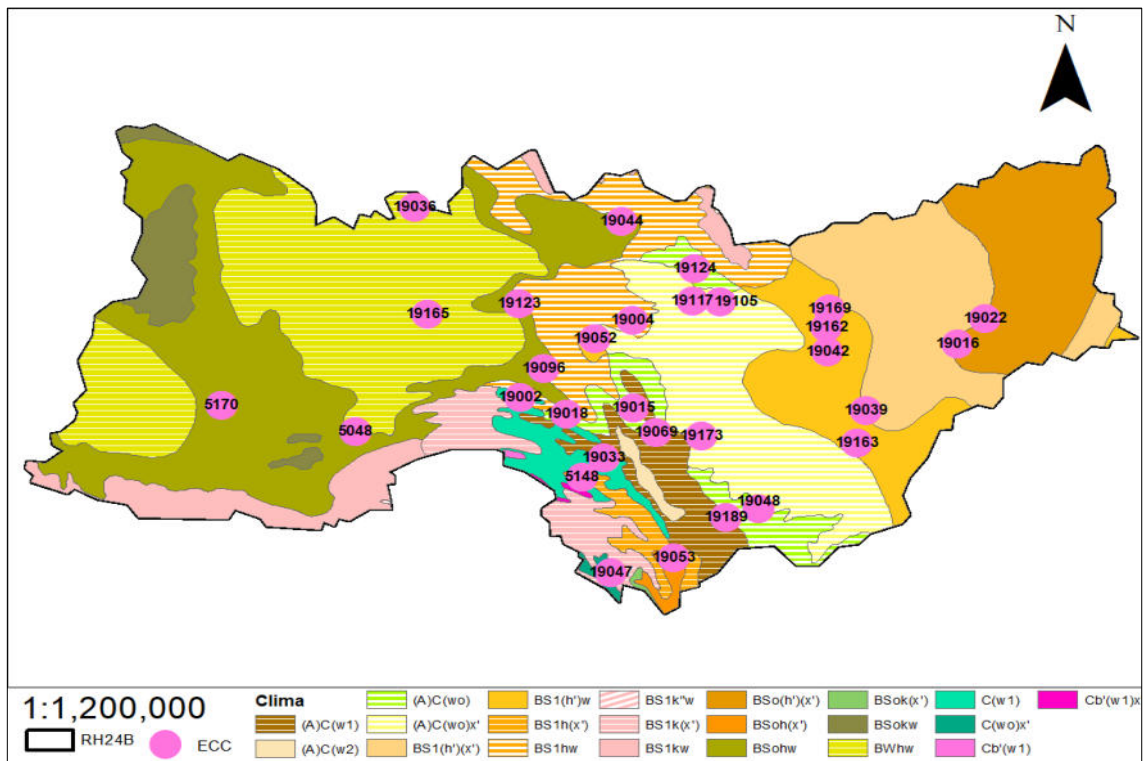 N
19036
19044
19124
19123
19117 19105
19169
19165
19004
19022
19162
19052
19016
19042
19096
5170
19002
19018
19015
19039
5048
19069
19173
19163
19033
5148
19048
19189
19053
19047
1:1,200,000
RH24B
ECC
Clima
(A)C(w1)
(A)C(w2)
(A)C(wo)
(A)C(wo)x'
BS1(h')(x')
BS1(h')w
BS1h(x')
BS1hw
BS1k"w
BS1k(x')
BS1kw
BSo(h')(x')
BSoh(x')
BSohw
BSok(x')
BSokw
BWhw
C(w1)
C(wo)x'
Cb'(w1)
Cb'(w1)x